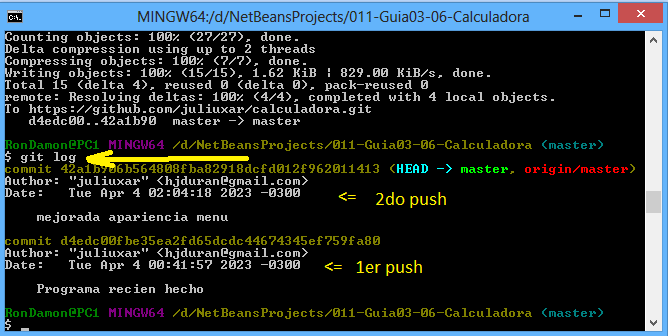 MINGW64:/d/NetBeansProjects/011-Guia03-06-Calculadora
Counting objects: 100% (27/27), done.
Delta compression using up to 2 threads
Compressing objects: 100% (7/7), done.
Writing objects: 100% (15/15), 1.62 KiB | 829.00 KiB/s, done.
Total 15 (delta 4), reused 0 (delta 0), pack-reused 0
remote: Resolving deltas: 100% (4/4), completed with 4 local objects.
To https://github.com/juliuxar/calculadora.git
d4edc00..42a1b90 master -> master
RonDamon@PC1 MINGW64 /d/NetBeansProjects/011-Guia03-06-Calculadora (master)
$ git log
commit 42a1b906b564808fba82918dcfd012f962011413 (HEAD -> master, origin/master)
Author: "juliuxar" <hjduran@gmail.com>
Date: Tue Apr 4 02:04:18 2023 -0300 <= 2do push
mejorada apariencia menu
commit d4edc00fbe35ea2fd65dcdc44674345ef759fa80
Author: "juliuxar" <hjduran@gmail.com>
Date: Tue Apr 4 00:41:57 2023 -0300 <= 1er push
Programa recien hecho
RonDamon@PC1 MINGW64 /d/NetBeansProjects/011-Guia03-06-Calculadora (master)
$